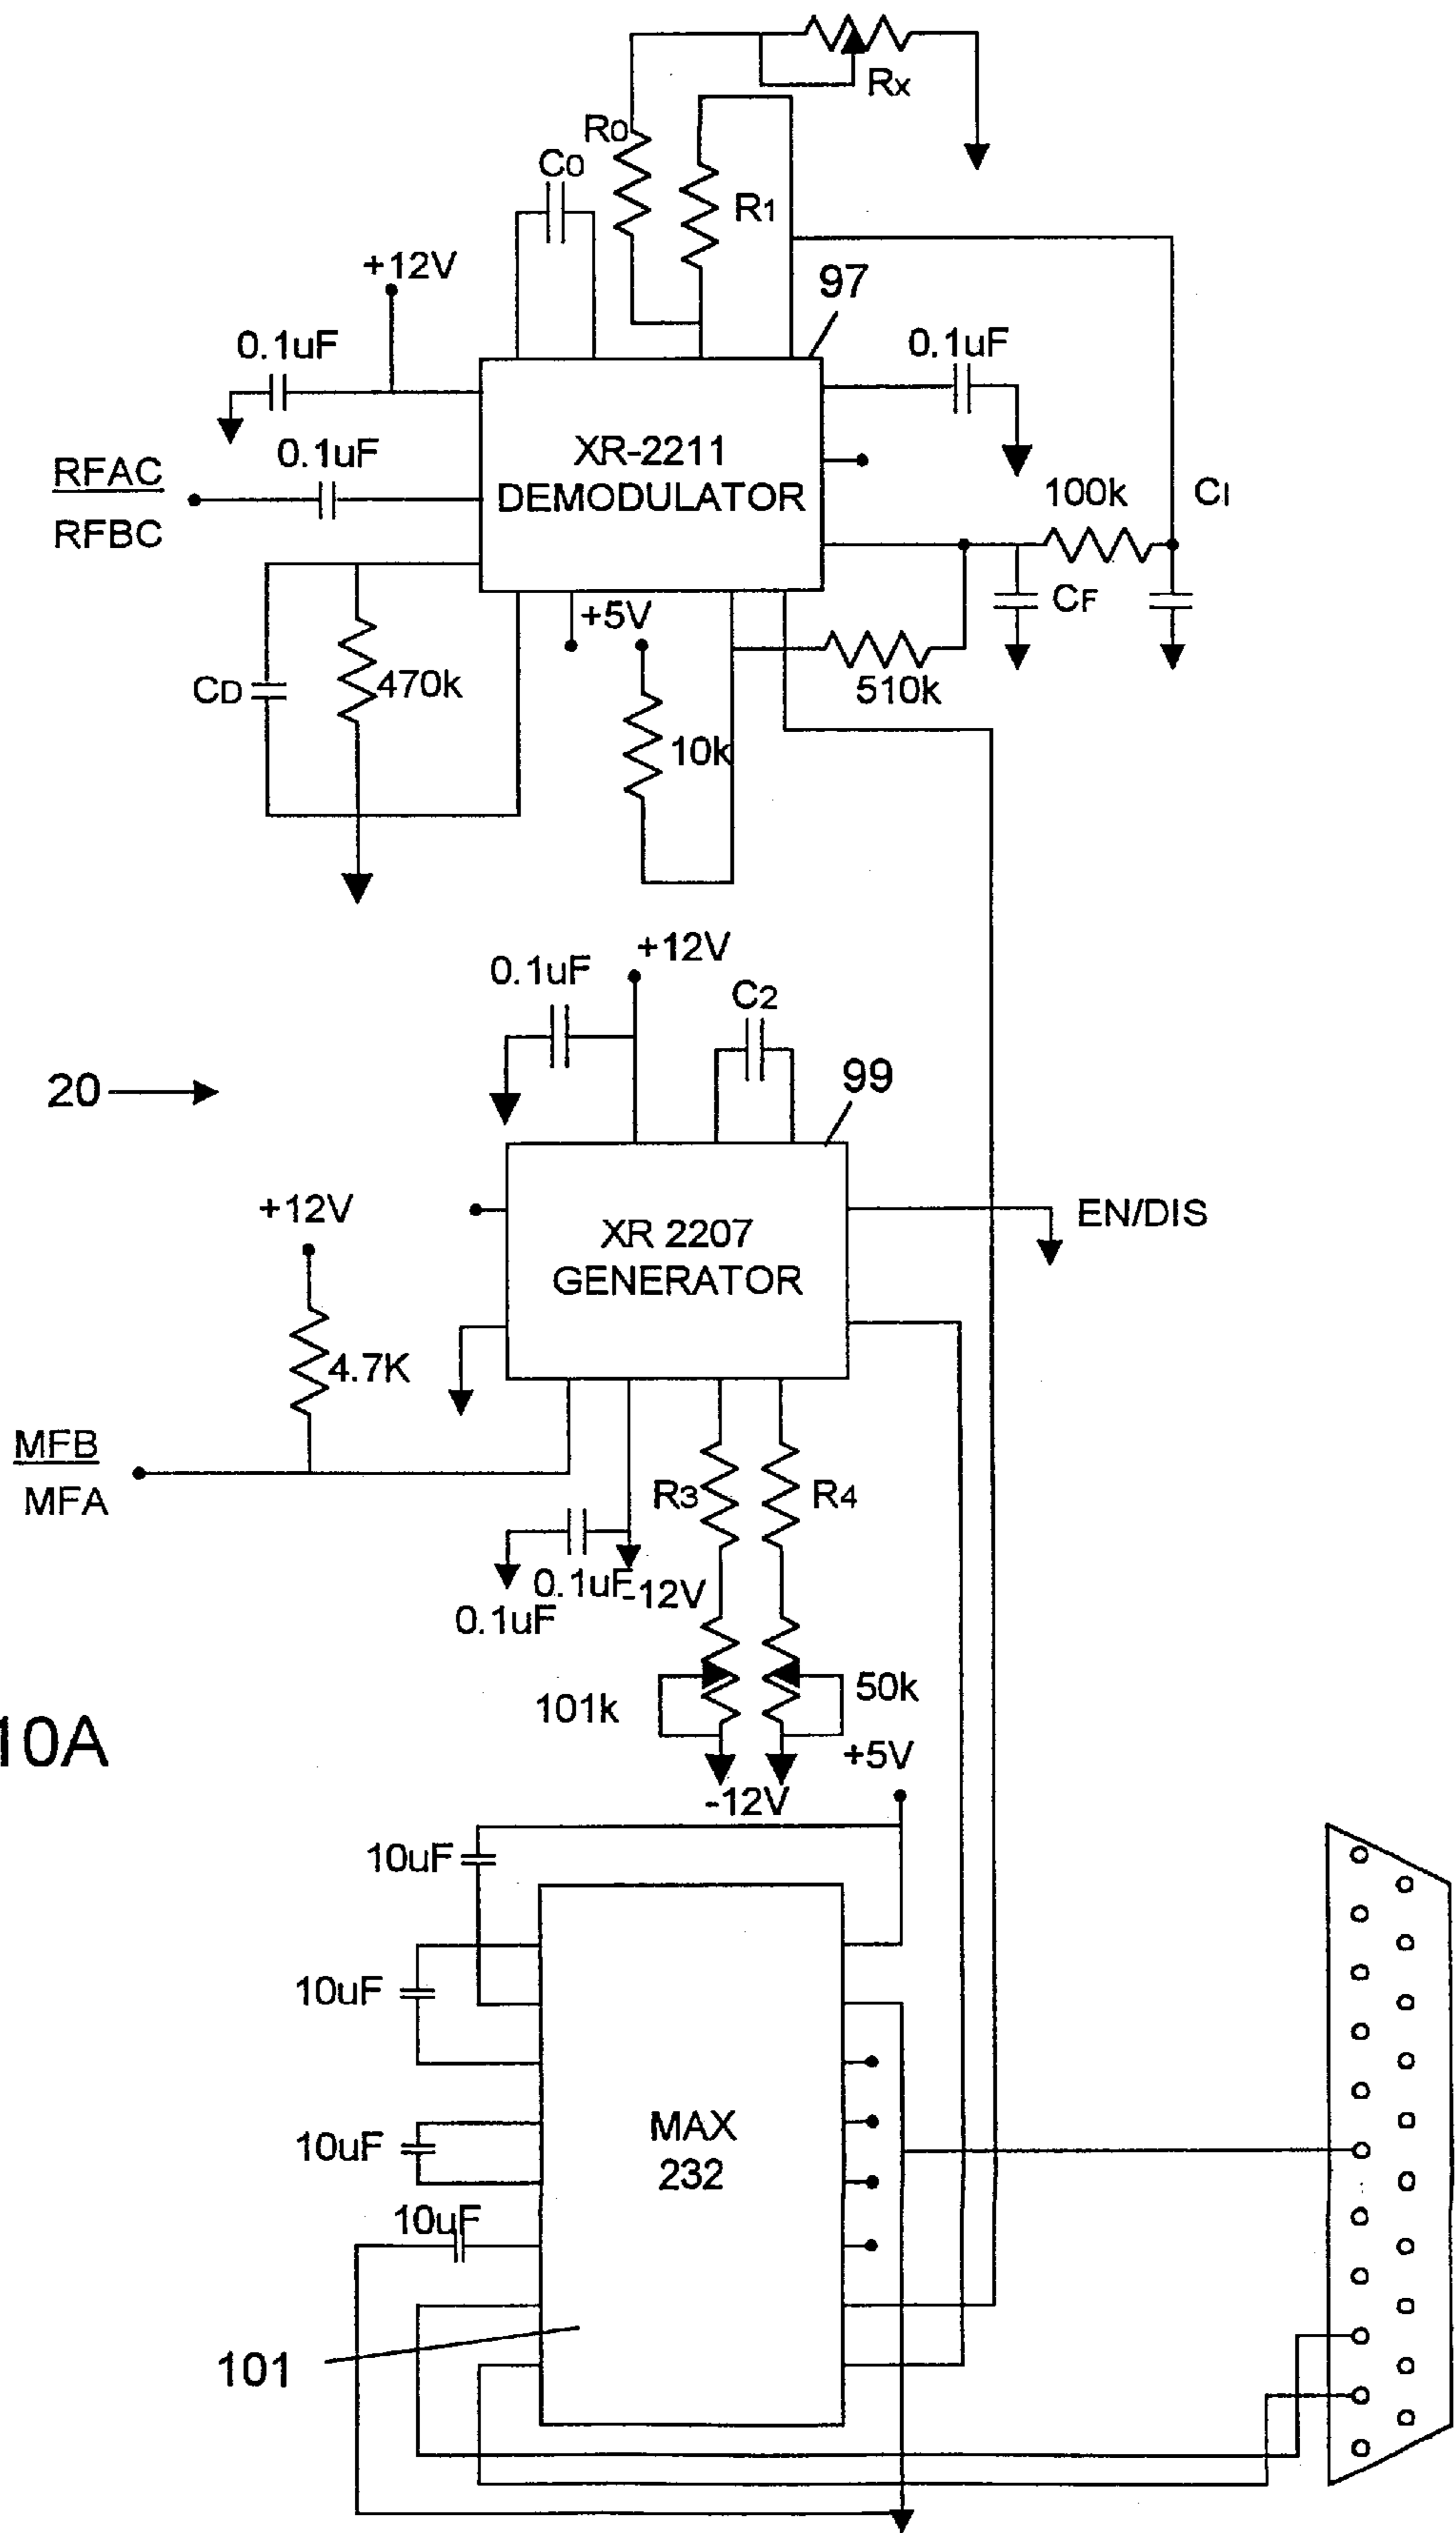 Rx
R0
C0
R1
+12V
97
0.1uF
0.1uF
XR-2211
DEMODULATOR
0.1uF
RFAC
RFBC
100k
CI
+5V
CF
CD
470k
510k
10k
+12V
0.1uF
C2
20
99
+12V
XR 2207
GENERATOR
EN/DIS
4.7K
MFB
MFA
R3
R4
0.1uF
-12V
0.1uF
101k
50k
10A
+5V
-12V
10uF
10uF
MAX
232
10uF
10uF
101